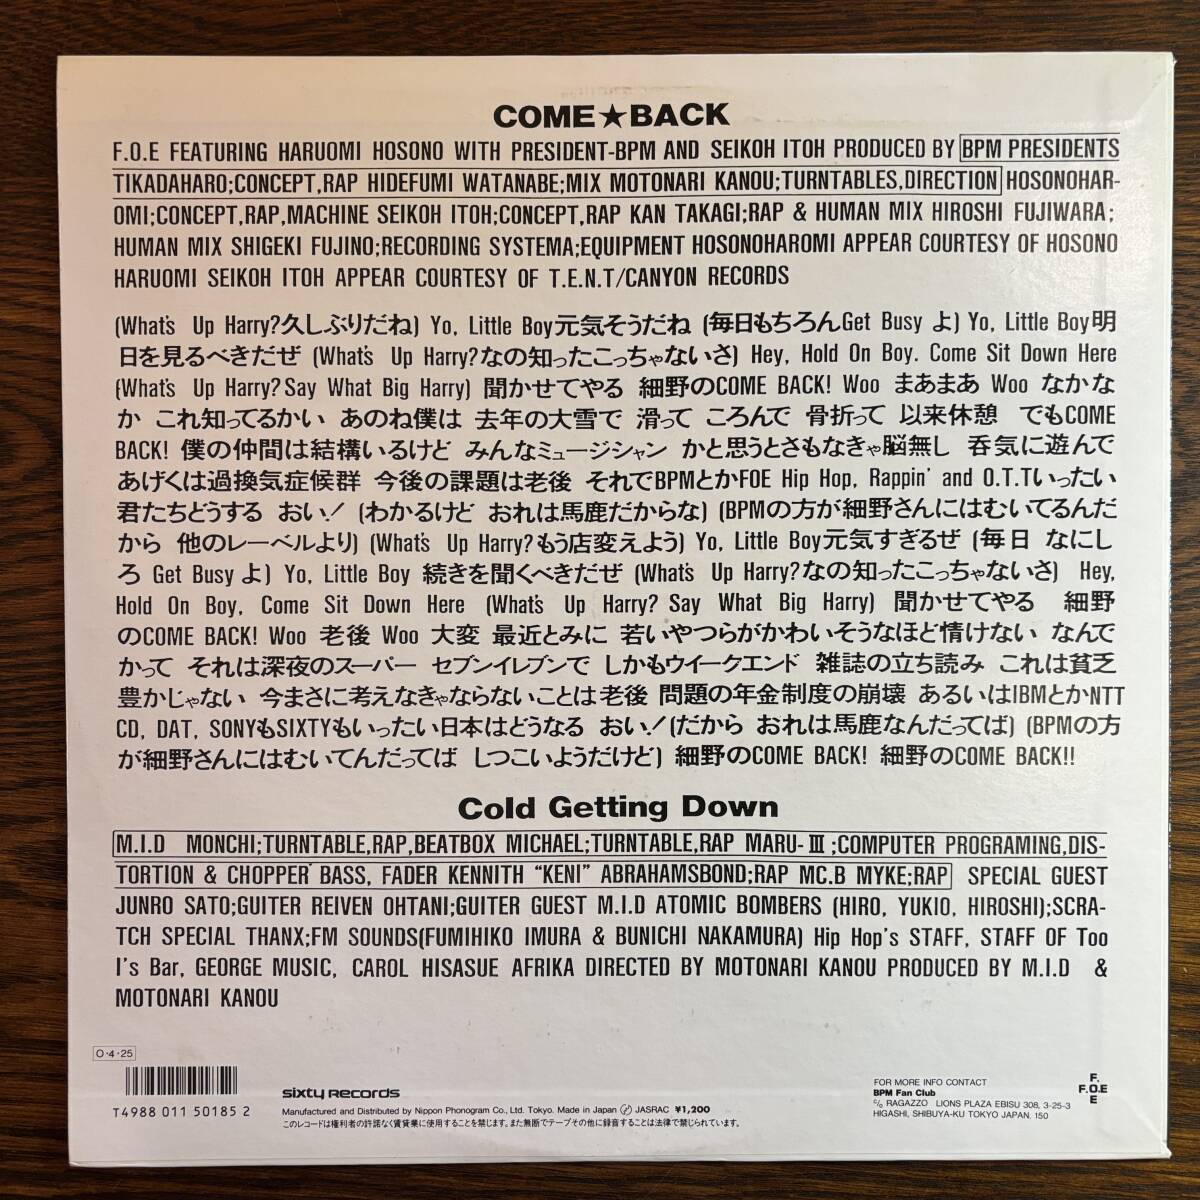 COME★BACK
F.O.E FEATURING HARUOMI HOSONO WITH PRESIDENT-BPM AND SEIKOH ITOH PRODUCED BY BPM PRESIDENTS
TIKADAHARO;CONCEPT,RAP HIDEFUMI WATANABE;MIX MOTONARI KANOU;TURNTABLES,DIRECTION HOSONOHAR-
OMI;CONCEPT,RAP,MACHINE SEIKOH ITOH;CONCEPT,RAP KAN TAKAGI;RAP & HUMAN MIX HIROSHI FUJIWARA;
HUMAN MIX SHIGEKI FUJINO;RECORDING SYSTEMA;EQUIPMENT HOSONOHAROMI APPEAR COURTESY OF HOSONO
HARUOMI SEIKOH ITOH APPEAR COURTESY OF T.E.N.T/CANYON RECORDS
(What's Up Harry?久しぶりだね) Yo, Little Boy元気そうだね (毎日もちろんGet Busy よ) Yo, Little Boy明
日を見るべきだぜ (What's Up Harry?なの知ったこっちゃないさ) Hey, Hold On Boy. Come Sit Down Here
(What's Up Harry? Say What Big Harry) 聞かせてやる 細野のCOME BACK! Woo まあまあ Woo なかな
か これ知ってるかい あのね僕は 去年の大雪で 滑って ころんで 骨折って 以来休憩 でもCOME
BACK! 僕の仲間は結構いるけど みんなミュージシャン かと思うとさもなきゃ脳無し 呑気に遊んで
あげくは過換気症候群 今後の課題は老後 それでBPMとかFOE Hip Hop, Rappin' and O.T.Tいったい
君たちどうする おい! (わかるけど おれは馬鹿だからな) (BPMの方が細野さんにはむいてるんだ
から 他のレーベルより) (What's Up Harry? もう店変えよう) Yo, Little Boy元気すぎるぜ (毎日 なにし
ろ Get Busy よ) Yo, Little Boy 続きを聞くべきだぜ (What's Up Harry?なの知ったこっちゃないさ) Hey,
Hold On Boy, Come Sit Down Here (What's Up Harry? Say What Big Harry) 聞かせてやる 細野
のCOME BACK! Woo 老後 Woo 大変 最近とみに 若いやつらがかわいそうなほど情けない なんで
かって それは深夜のスーパー セブンイレブンで しかもウイークエンド 雑誌の立ち読み これは貧乏
豊かじゃない 今まさに考えなきゃならないことは老後 問題の年金制度の崩壊 あるいはIBMとかNTT
CD, DAT, SONYもSIXTYもいったい日本はどうなる おい! (だから おれは馬鹿なんだってば) (BPMの方
が細野さんにはむいてんだってば しつこいようだけど) 細野のCOME BACK! 細野のCOME BACK!!
Cold Getting Down
M.I.D MONCHI;TURNTABLE,RAP,BEATBOX MICHAEL;TURNTABLE,RAP MARU-Ⅲ;COMPUTER PROGRAMING,DIS-
TORTION & CHOPPER BASS, FADER KENNITH "KENI" ABRAHAMSBOND;RAP MC.B MYKE;RAP SPECIAL GUEST
JUNRO SATO;GUITER REIVEN OHTANI;GUITER GUEST M.I.D ATOMIC BOMBERS (HIRO, YUKIO, HIROSHI);SCRA-
TCH SPECIAL THANX;FM SOUNDS(FUMIHIKO IMURA & BUNICHI NAKAMURA) Hip Hop's STAFF, STAFF OF Too
I's Bar, GEORGE MUSIC, CAROL HISASUE AFRIKA DIRECTED BY MOTONARI KANOU PRODUCED BY M.I.D &
MOTONARI KANOU
O・4・25
T4988 011 50185 2
sixty Records
Manufactured and Distributed by Nippon Phonogram Co., Ltd. Tokyo. Made in Japan Ⓟ JASRAC ¥1,200
このレコードは権利者の許諾なく賃貸業に使用することを禁じます。また無断でテープその他に録音することは法律で禁じられています。
FOR MORE INFO CONTACT
BPM Fan Club
c/o RAGAZZO LIONS PLAZA EBISU 308, 3-25-3
HIGASHI, SHIBUYA-KU TOKYO JAPAN. 150
F.
F.O.E
E